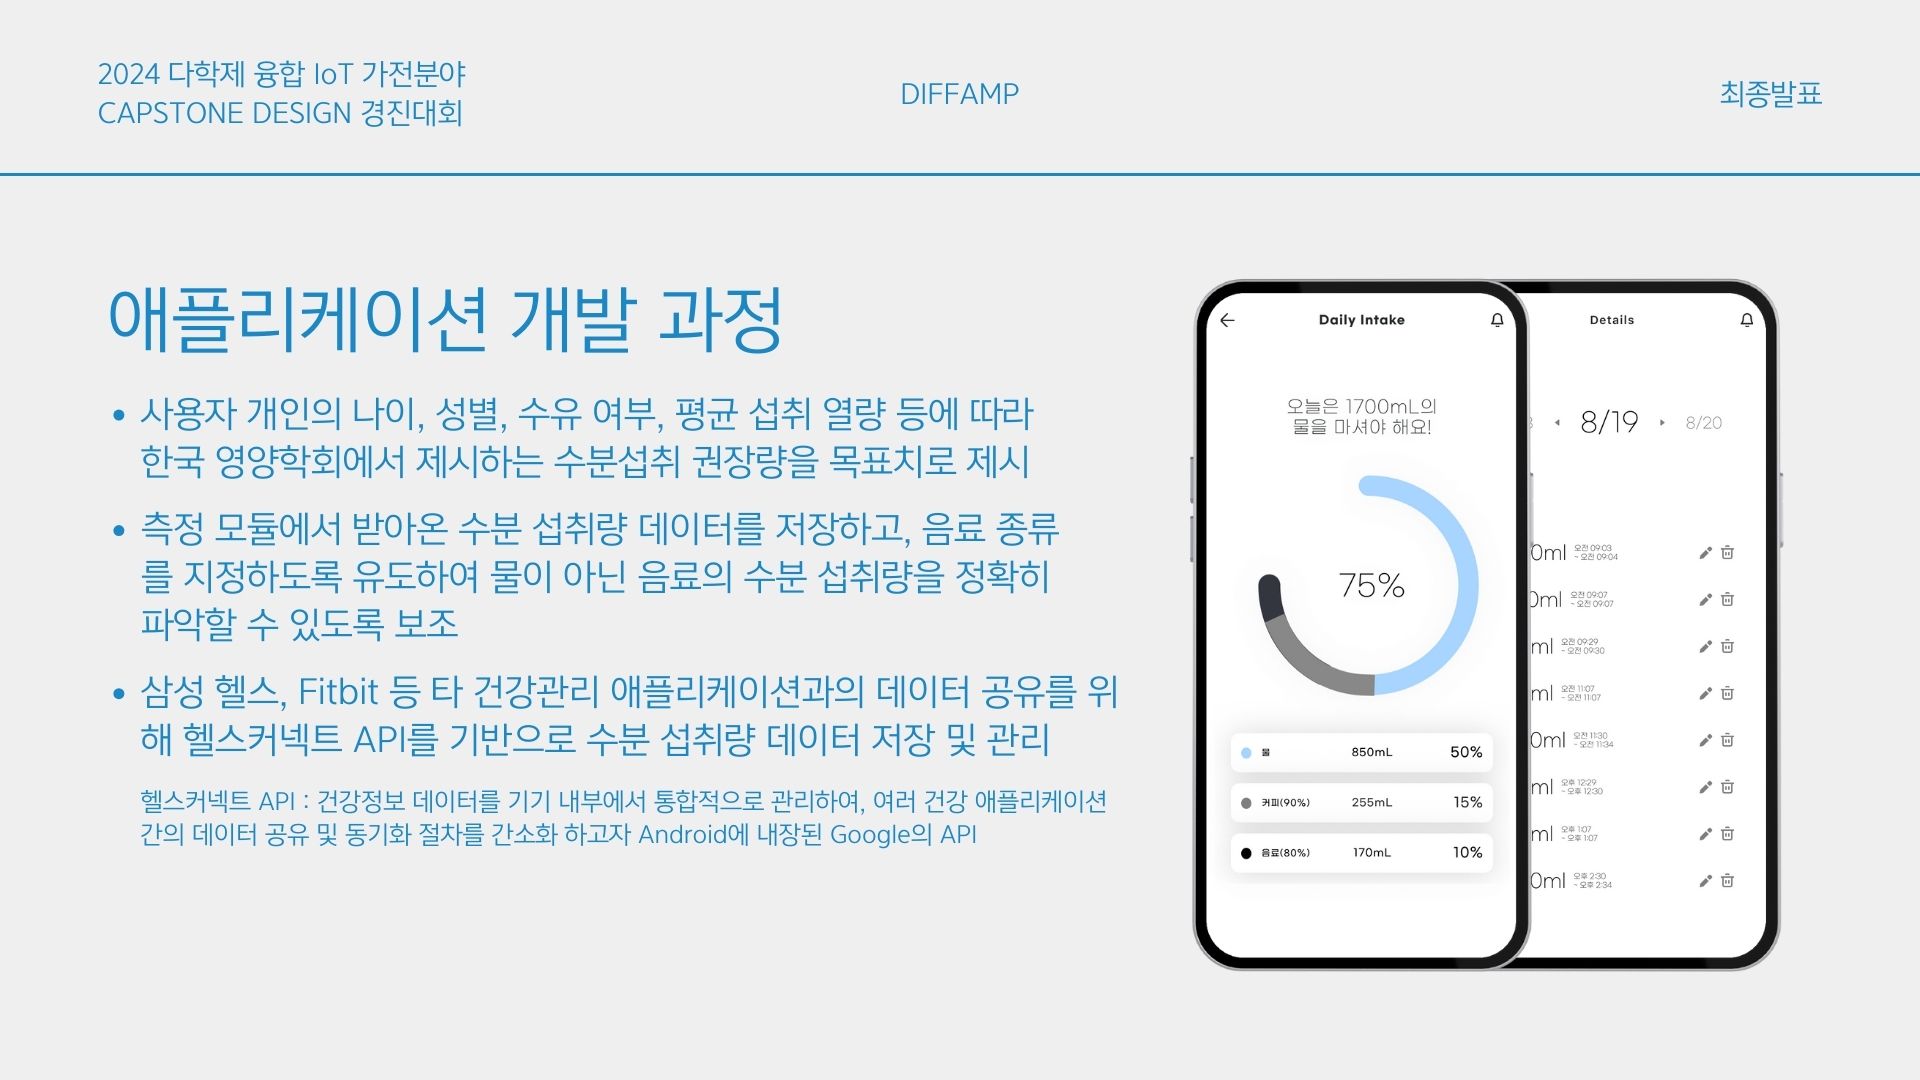 2024 다학제 융합 IoT 가전분야
CAPSTONE DESIGN 경진대회
DIFFAMP
최종발표
애플리케이션 개발 과정
• 사용자 개인의 나이, 성별, 수유 여부, 평균 섭취 열량 등에 따라
한국 영양학회에서 제시하는 수분섭취 권장량을 목표치로 제시
• 측정 모듈에서 받아온 수분 섭취량 데이터를 저장하고, 음료 종류
를 지정하도록 유도하여 물이 아닌 음료의 수분 섭취량을 정확히
파악할 수 있도록 보조
• 삼성 헬스, Fitbit 등 타 건강관리 애플리케이션과의 데이터 공유를 위
해 헬스커넥트 API를 기반으로 수분 섭취량 데이터 저장 및 관리
헬스커넥트 API : 건강정보 데이터를 기기 내부에서 통합적으로 관리하여, 여러 건강 애플리케이션
간의 데이터 공유 및 동기화 절차를 간소화 하고자 Android에 내장된 Google의 API
Daily Intake
오늘은 1700mL의
물을 마셔야 해요!
75%
물 850mL 50%
커피(90%) 255mL 15%
음료(80%) 170mL 10%
Details
8/19 8/20
0ml 오전 09:03
~ 오전 09:04
0ml 오전 09:07
~ 오전 09:07
ml 오전 09:29
~ 오전 09:30
ml 오전 11:07
~ 오전 11:07
0ml 오전 11:30
~ 오전 11:34
ml 오후 12:29
~ 오후 12:30
ml 오후 1:07
~ 오후 1:07
0ml 오후 2:30
~ 오후 2:34